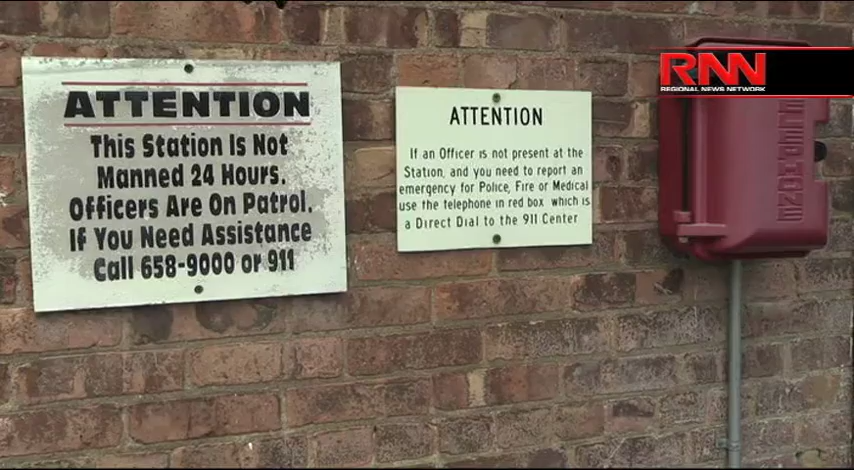 ATTENTION
This Station Is Not
Manned 24 Hours.
Officers Are On Patrol.
If You Need Assistance
Call 658-9000 or 911
ATTENTION
If an Officer is not present at the
Station, and you need to report an
emergency for Police, Fire or Medical
use the telephone in red box which is
a Direct Dial to the 911 Center
RNN
REGIONAL NEWS NETWORK
TELEPHONE